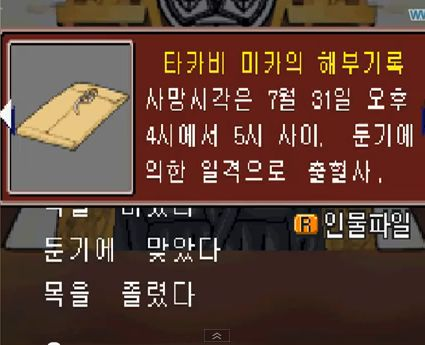 타카비 미카의 해부기록
사망시각은 7월 31일 오후
4시에서 5시 사이. 둔기에
의한 일격으로 출혈사.
R 인물파일
둔기에 맞았다
목을 졸렸다